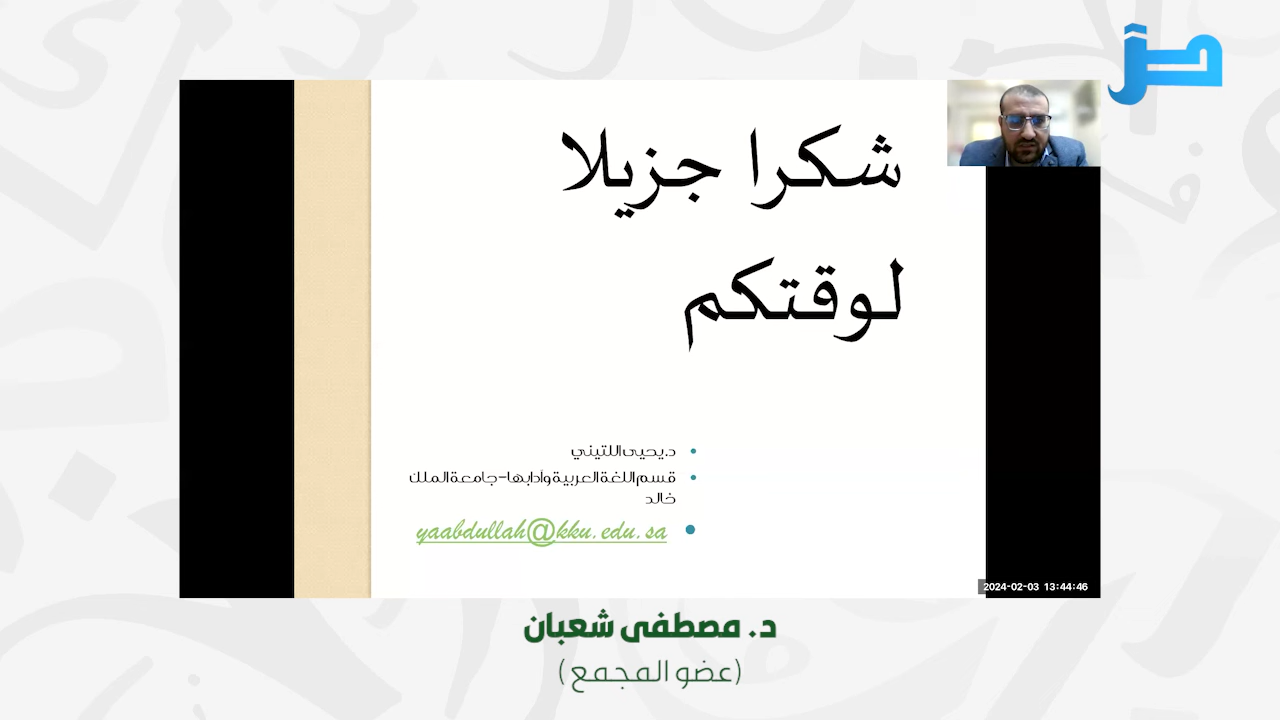 شكرا جزيلا
لوقتكم
د.يحيى اللتيني
قسم اللغة العربية وآدابها - جامعة الملك
خالد
yaabdullah@kku.edu.sa
2024-02-03 13:44:46
د. مصطفى شعبان
(عضو المجمع)